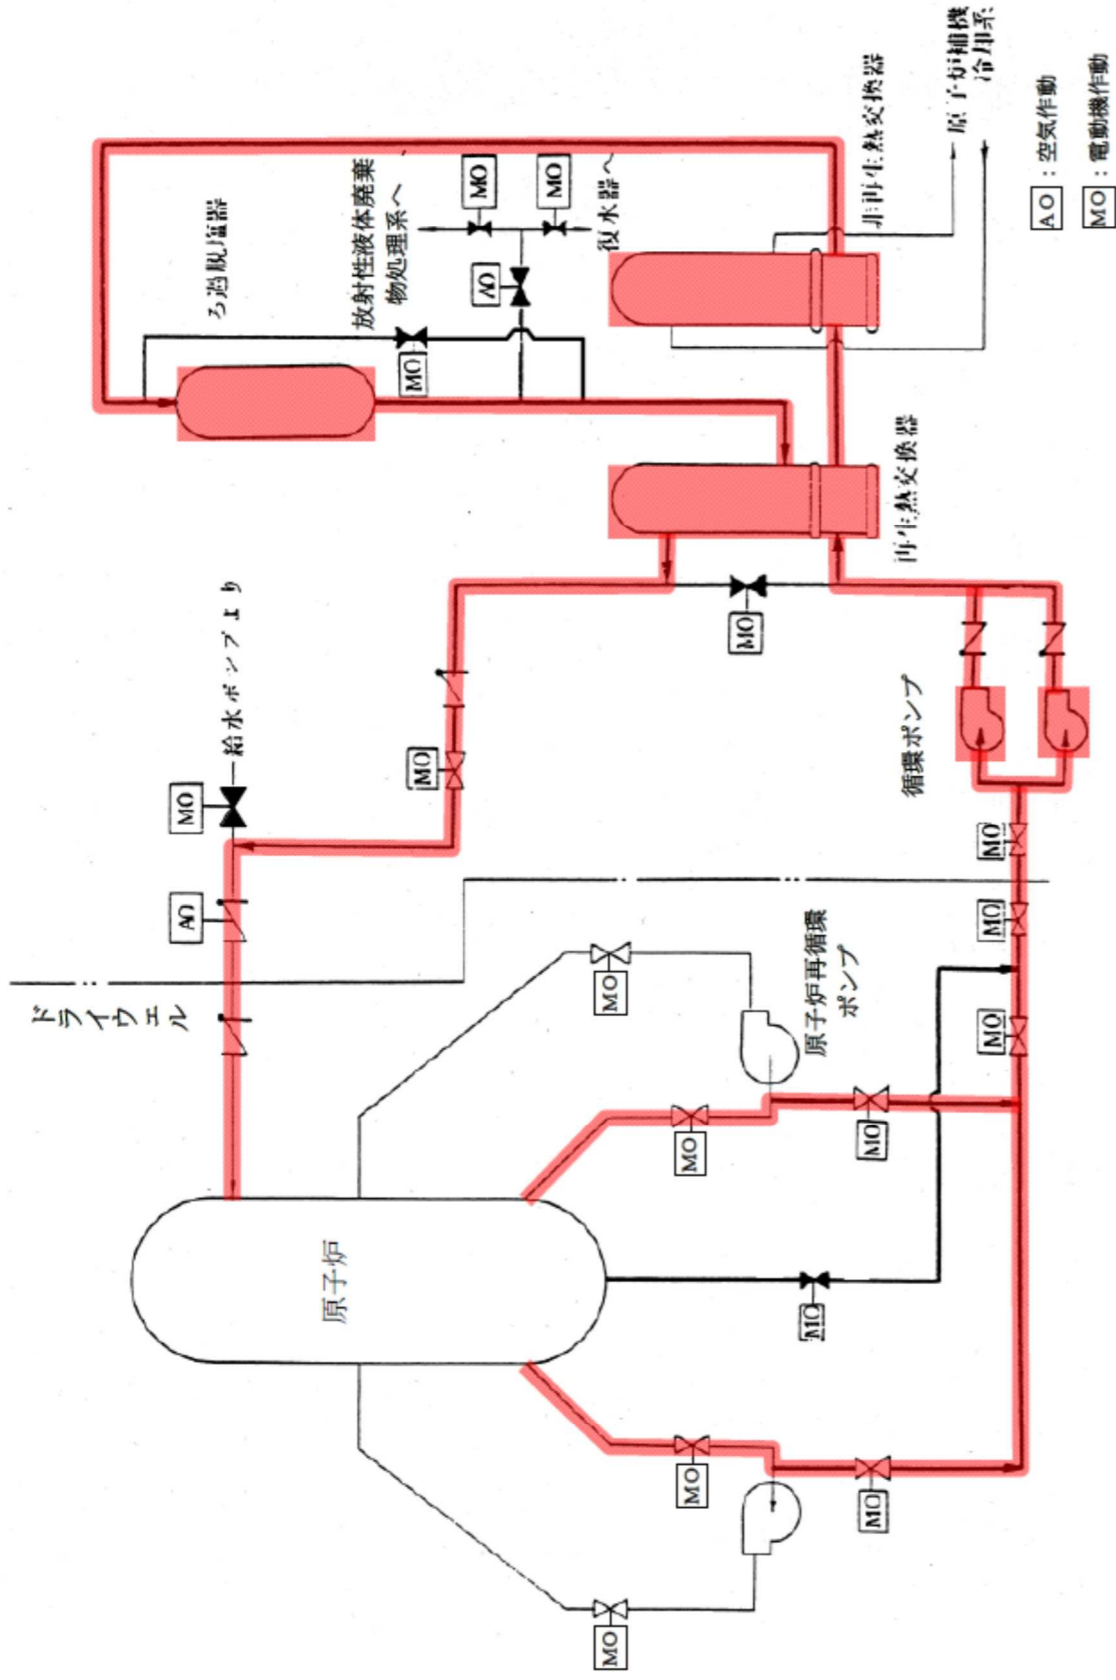 ドライウェル
原子炉
MO
給水ポンプより
AO
MO
MO
MO
ろ過脱塩器
放射性液体廃棄
物処理系へ
MO
MO
AO
復水器へ
非再生熱交換器
原子炉補機
冷却系
再生熱交換器
MO
循環ポンプ
MO
MO
MO
原子炉再循環
ポンプ
MO
MO
MO
MO
MO
MO
MO
AO：空気作動
MO：電動機作動